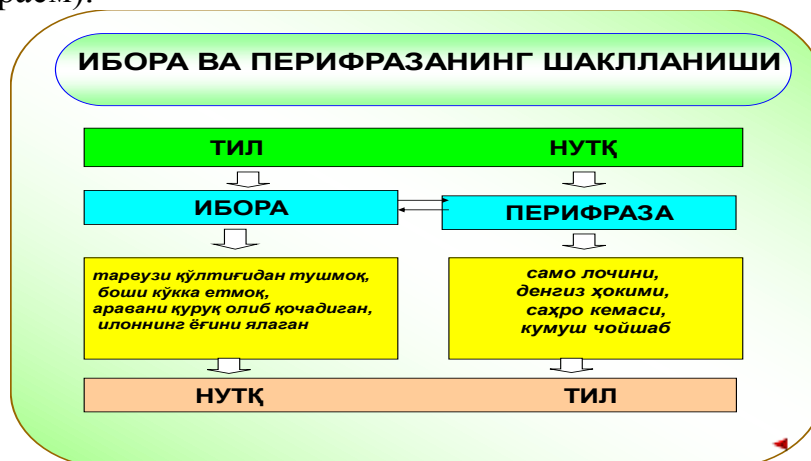 раем).
ИБОРА ВА ПЕРИФРАЗАНИНГ ШАКЛЛАНИШИ
ТИЛ НУТҚ
ИБОРА ПЕРИФРАЗА
тарвузи қўлтиғидан тушмоқ,
боши кўкка етмоқ,
аравани қуруқ олиб қочадиган,
илоннинг ёғини ялаган
само лочини,
денгиз ҳокими,
саҳро кемаси,
кумуш чойшаб
НУТҚ ТИЛ